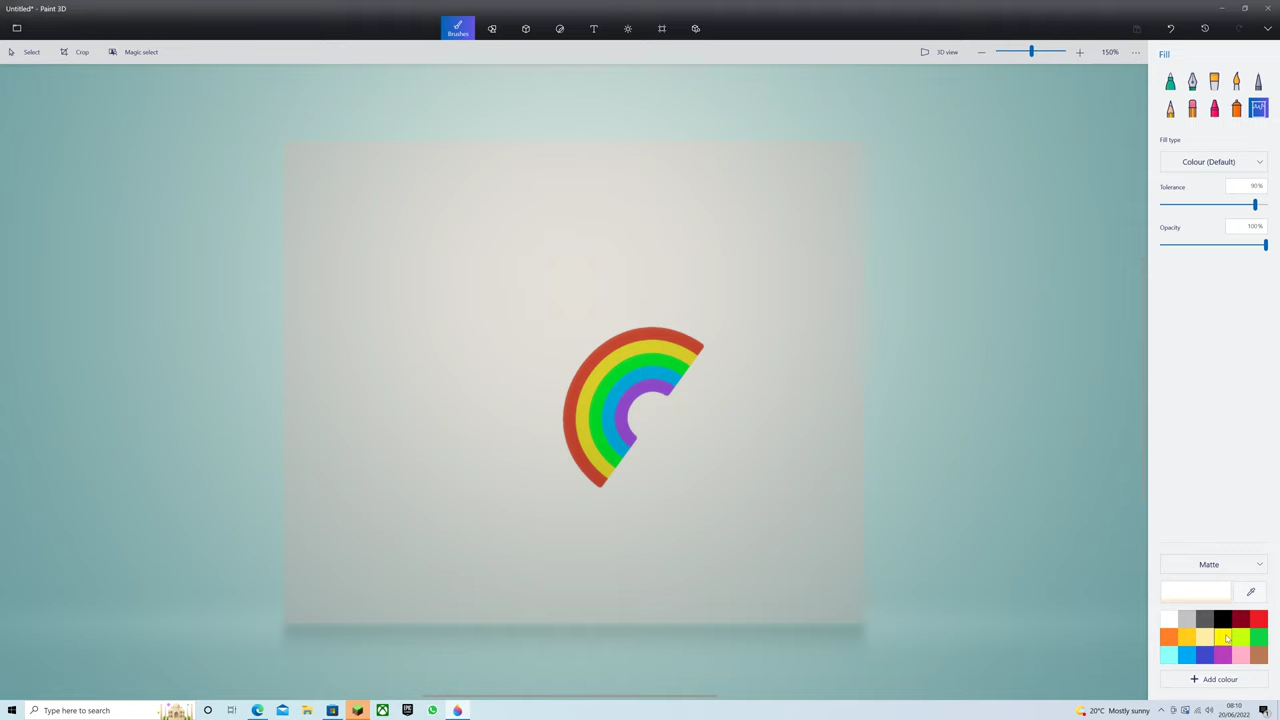 Untitled* - Paint 3D
Brushes
Select
Crop
Magic select
3D view
150%
Fill
Fill type
Colour (Default)
Tolerance
90%
Opacity
100%
Matte
Add colour
Type here to search
EPIC
20°C Mostly sunny
08:10
20/06/2022